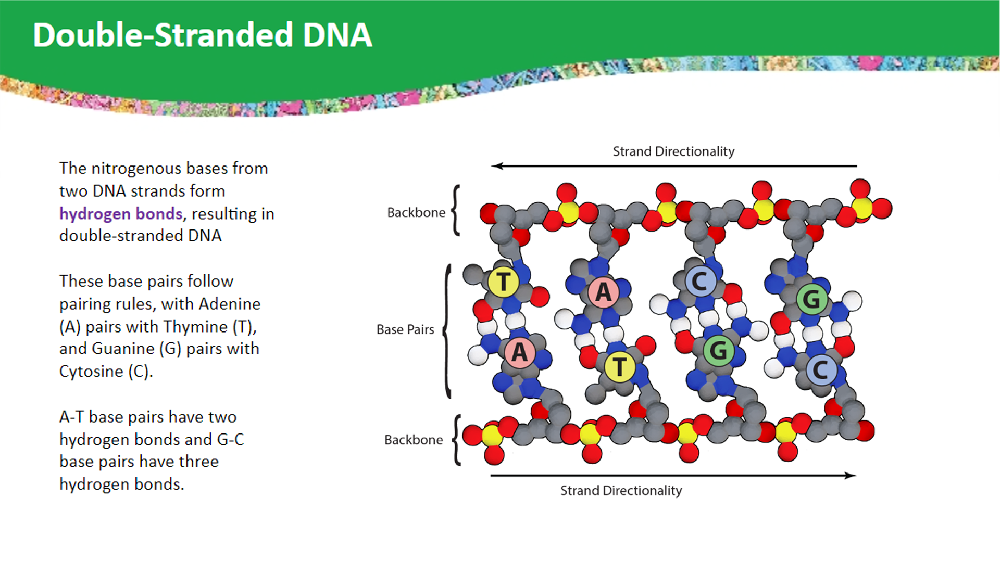 Double-Stranded DNA
The nitrogenous bases from
two DNA strands form
hydrogen bonds, resulting in
double-stranded DNA
These base pairs follow
pairing rules, with Adenine
(A) pairs with Thymine (T),
and Guanine (G) pairs with
Cytosine (C).
A-T base pairs have two
hydrogen bonds and G-C
base pairs have three
hydrogen bonds.
Strand Directionality
Backbone
T
A
C
G
Base Pairs
A
T
G
C
Backbone
Strand Directionality